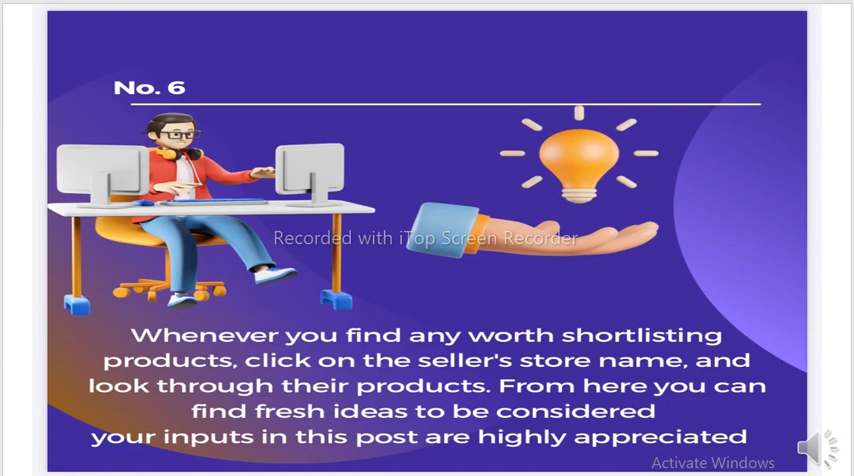 No. 6
Recorded with iTop Screen Recorder
Whenever you find any worth shortlisting
products, click on the seller's store name, and
look through their products. From here you can
find fresh ideas to be considered
your inputs in this post are highly appreciated
Activate Windows